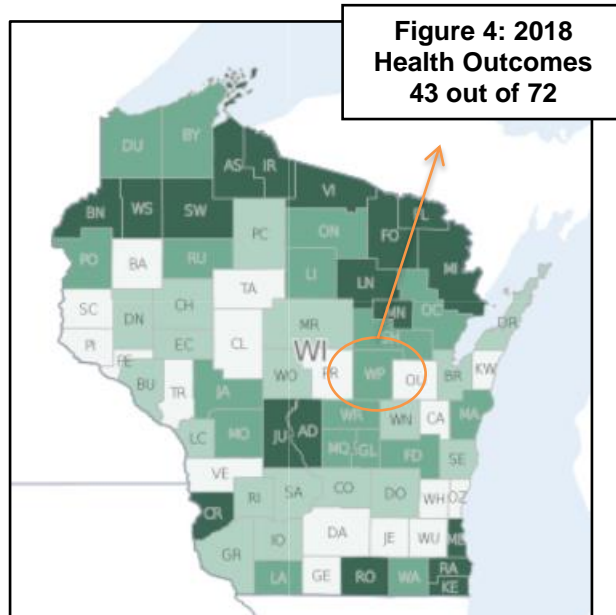 Figure 4: 2018
Health Outcomes
43 out of 72
BY
DU
AS IR
VI
BN WS SW
FO
PC
ON
PO
BA
RU
MI
LI
LN
TA
SC
DN
CH
MN
OC
DR
MR
PI
EC
CL
WI
PE
BU
TR
WO
PR
WP
OU
BR
KW
JA
LC
MO
JU AD
WR
WN
CA
MA
MQ GL
FD
SE
VE
CR
RI
SA
CO
DO
WH OZ
IO
DA
JE WU
GR
LA
GE
RO
WA
RA
KE